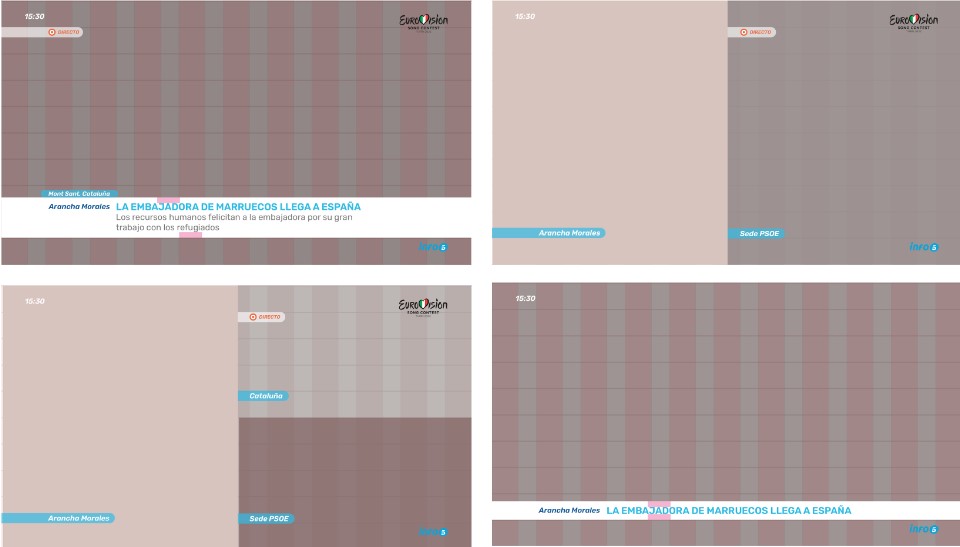 15:30
EUROVISION
SONG CONTEST
DIRECTO
Mont Sant. Cataluña
Arancha Morales
LA EMBAJADORA DE MARRUECOS LLEGA A ESPAÑA
Los recursos humanos felicitan a la embajadora por su gran
trabajo con los refugiados
info 5
EUROVISION
SONG CONTEST
DIRECTO
Arancha Morales
Sede PSOE
info 5
15:30
EUROVISION
SONG CONTEST
DIRECTO
Cataluña
Arancha Morales
Sede PSOE
info 5
15:30
Arancha Morales
LA EMBAJADORA DE MARRUECOS LLEGA A ESPAÑA
info 5